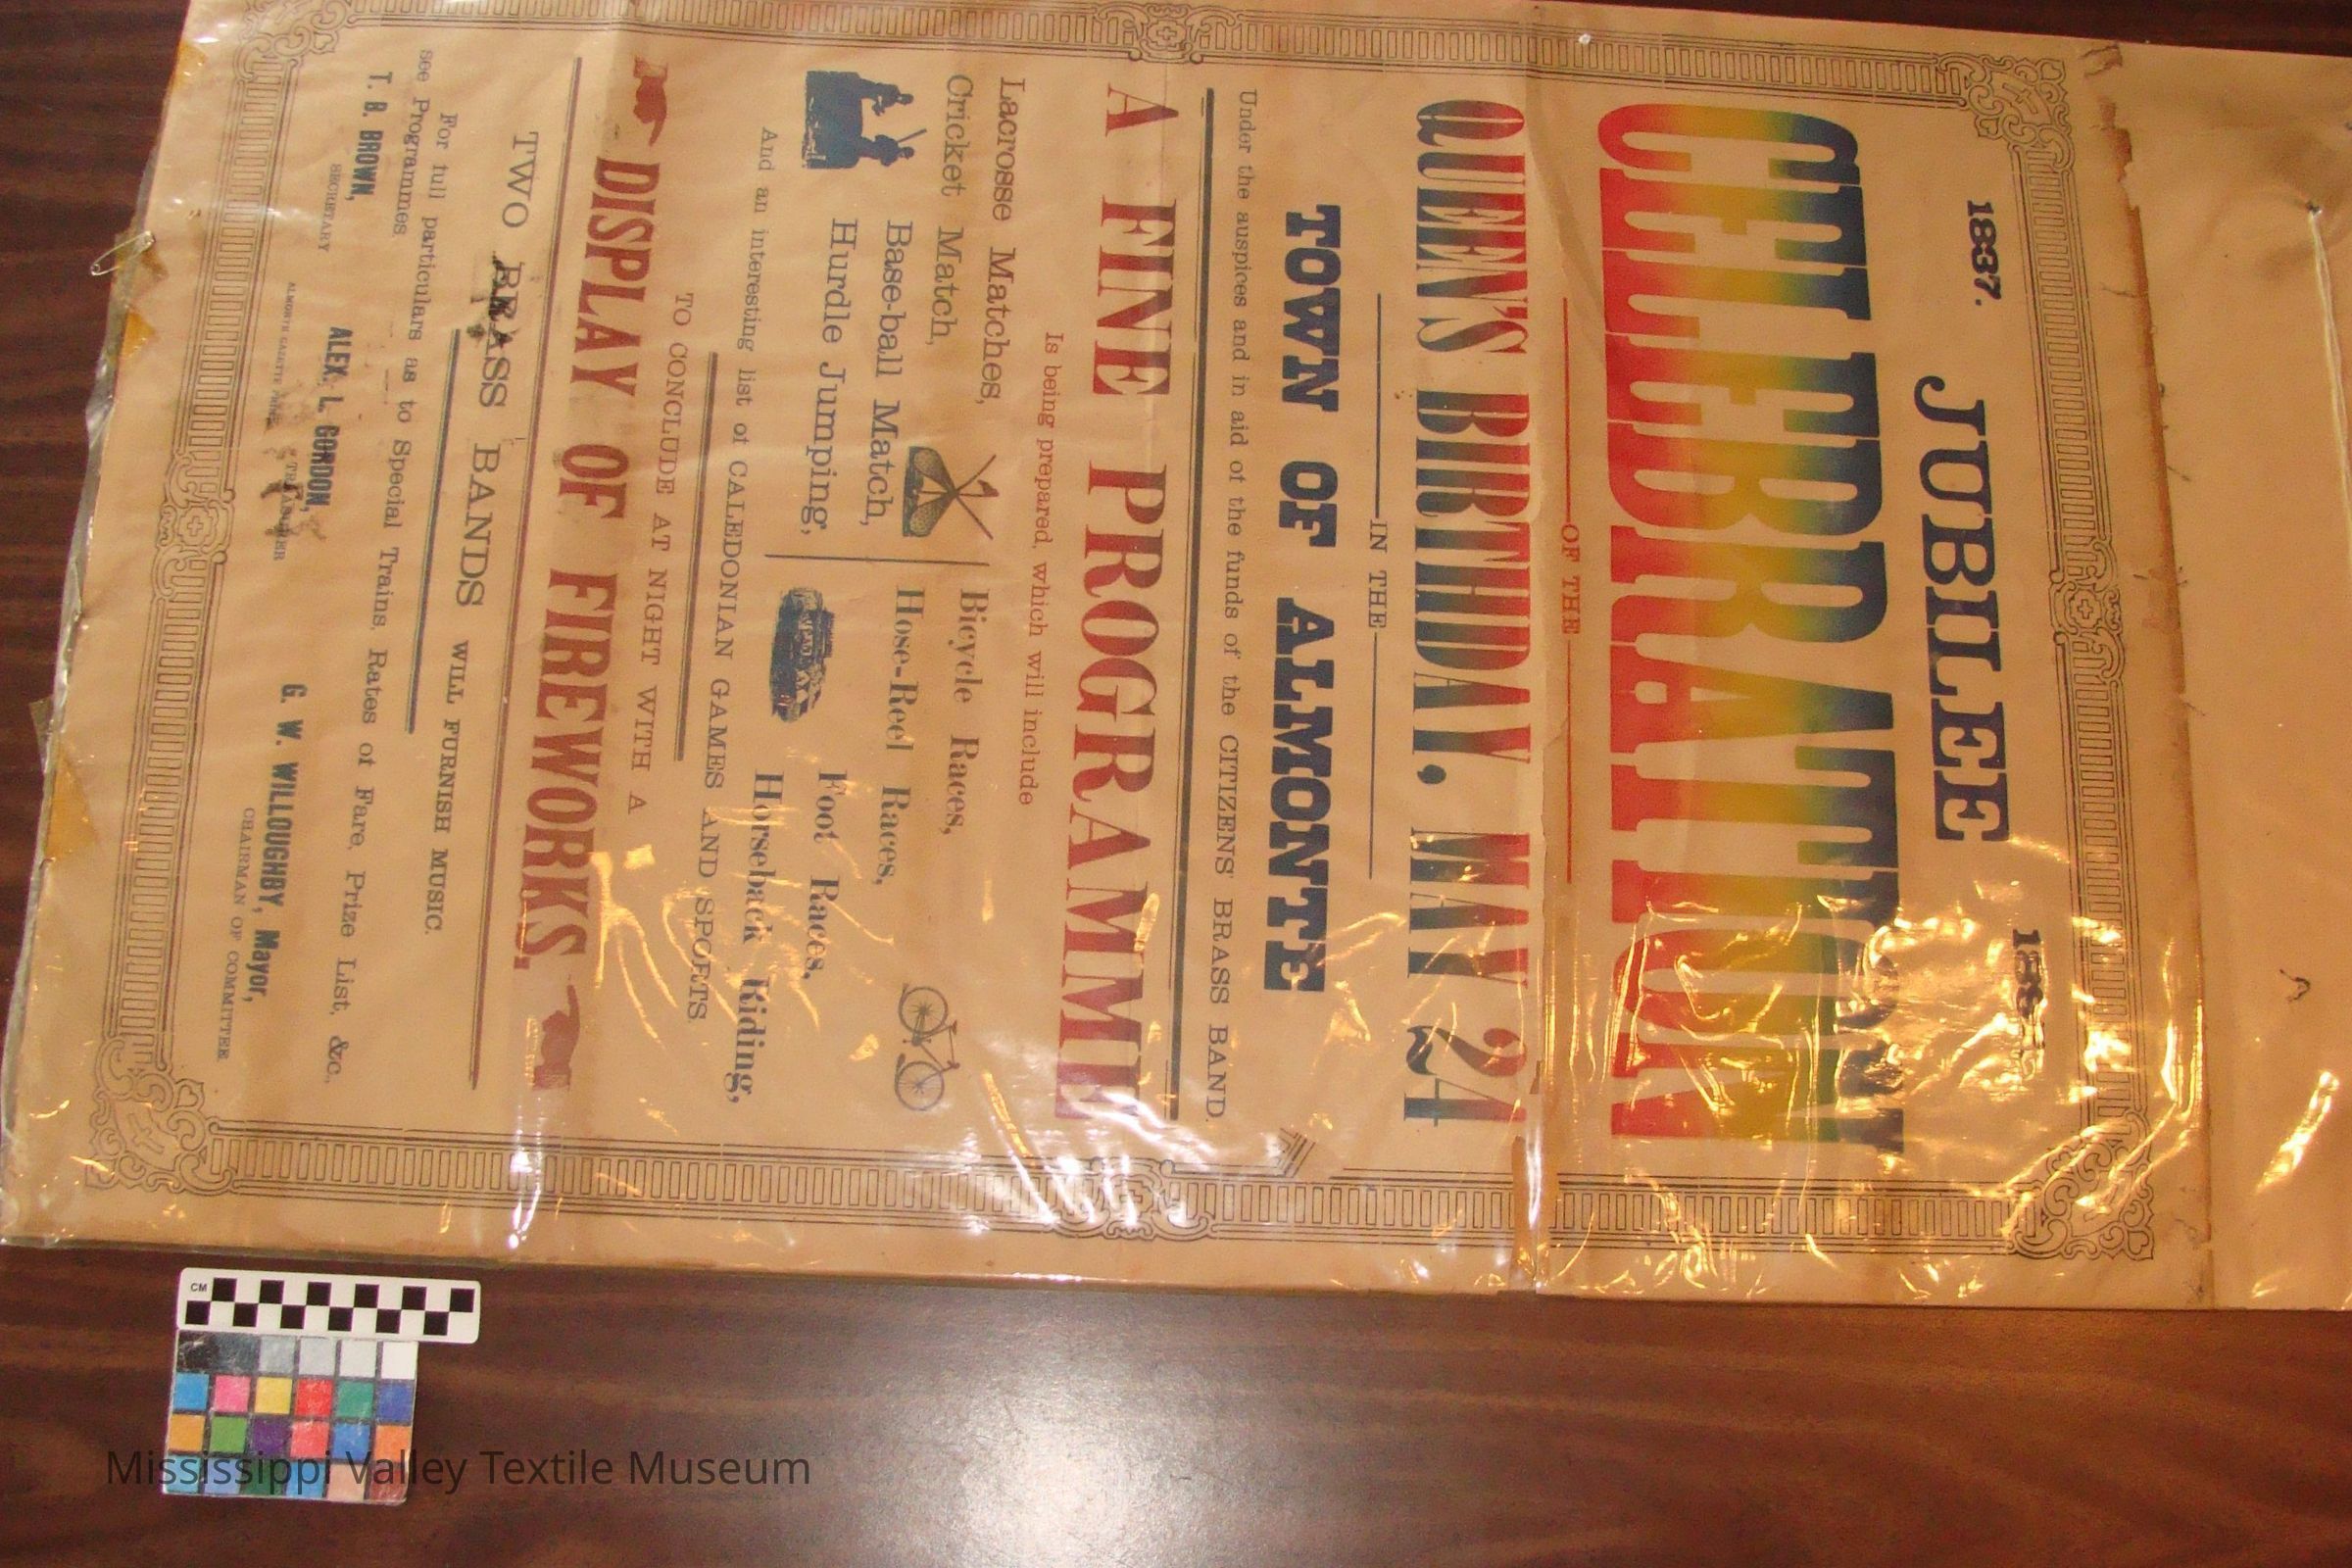 1837. JUBILEE
CELEBRATION
OF THE
QUEEN'S BIRTHDAY, MAY 24
IN THE
TOWN OF ALMONTE
Under the auspices and in aid of the funds of the CITIZENS' BRASS BAND.
A FINE PROGRAMME
Is being prepared, which will include
Lacrosse Matches,
Cricket Match,
Base-ball Match,
Hurdle Jumping,
Bicycle Races,
Hose-Reel Races,
Foot Races,
Horseback Riding,
And an interesting list of CALEDONIAN GAMES AND SPORTS.
TO CONCLUDE AT NIGHT WITH A
DISPLAY OF FIREWORKS.
TWO BRASS BANDS WILL FURNISH MUSIC.
For full particulars as to Special Trains, Rates of Fare, Prize List, &c.,
see Programmes.
T. B. BROWN,
SECRETARY
ALEX. L. GORDON,
TREASURER
G. W. WILLOUGHBY, Mayor,
CHAIRMAN OF COMMITTEE
ALMONTE GAZETTE
CM
Mississippi Valley Textile Museum